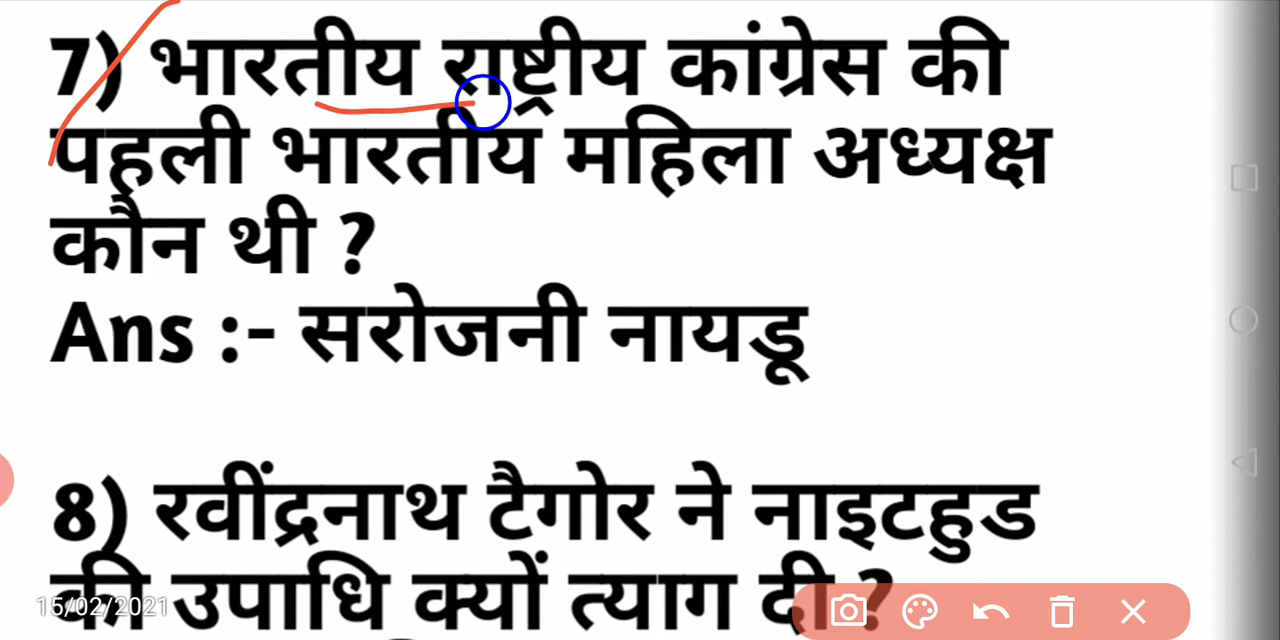 7) भारतीय राष्ट्रीय कांग्रेस की
पहली भारतीय महिला अध्यक्ष
कौन थी ?
Ans :- सरोजनी नायडू
8) रवींद्रनाथ टैगोर ने नाइटहुड
की उपाधि क्यों त्याग दी ?
15/02/2021